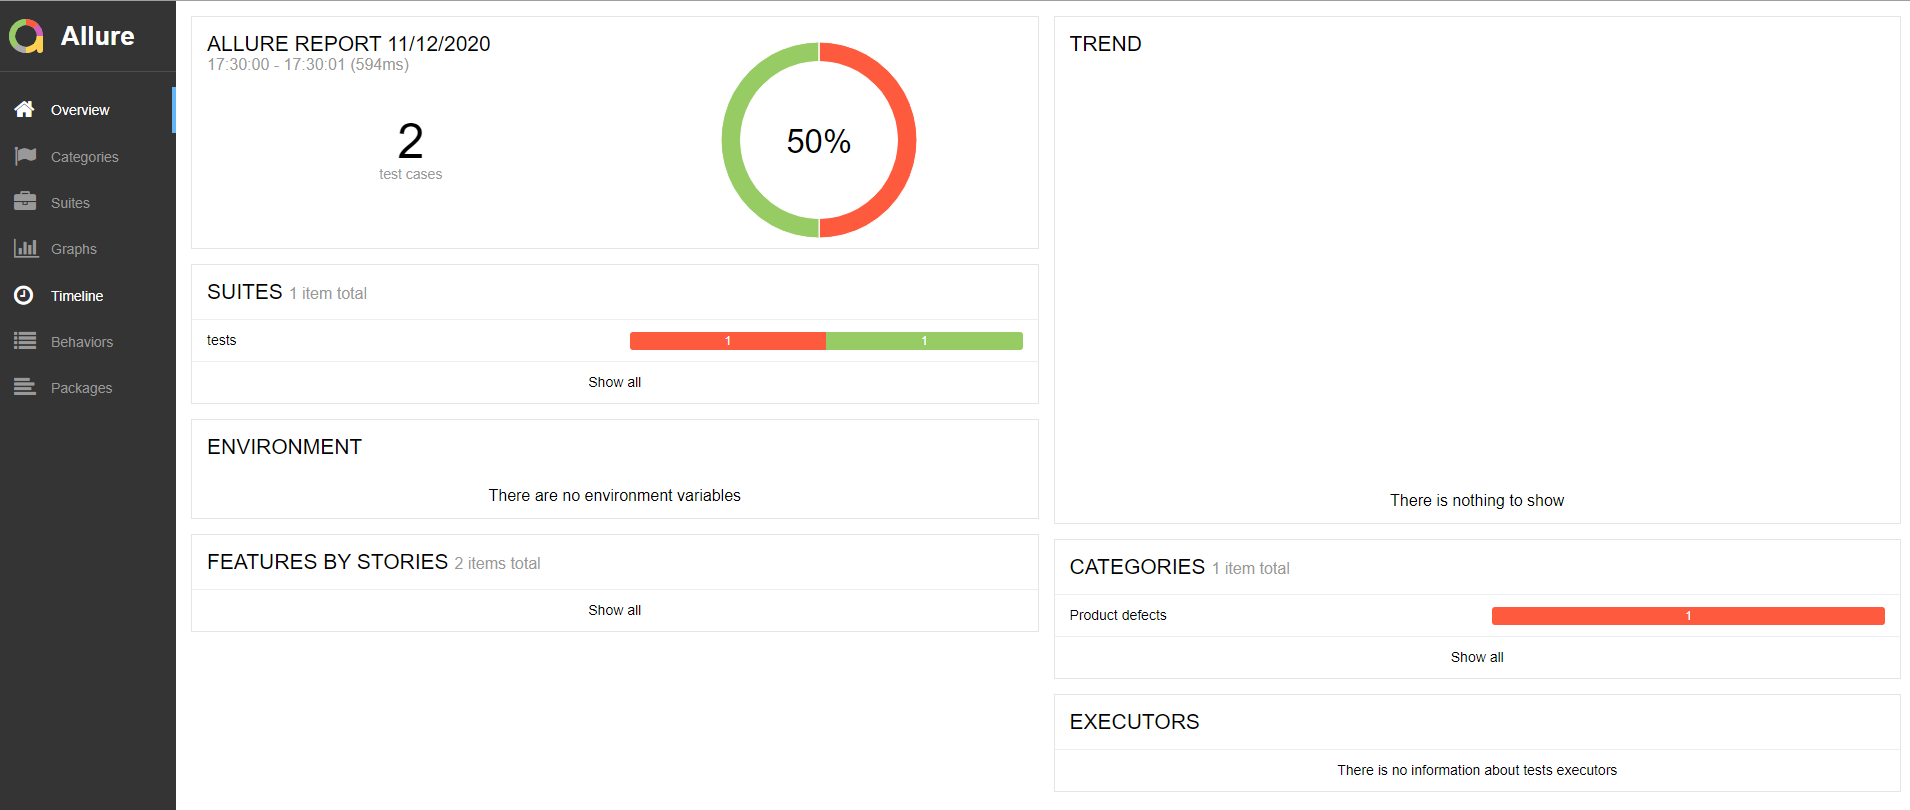 Allure
Overview
Categories
Suites
Graphs
Timeline
Behaviors
Packages
ALLURE REPORT 11/12/2020
17:30:00 - 17:30:01 (594ms)
2
test cases
50%
SUITES 1 item total
tests 1 1
Show all
ENVIRONMENT
There are no environment variables
FEATURES BY STORIES 2 items total
Show all
TREND
There is nothing to show
CATEGORIES 1 item total
Product defects 1
Show all
EXECUTORS
There is no information about tests executors